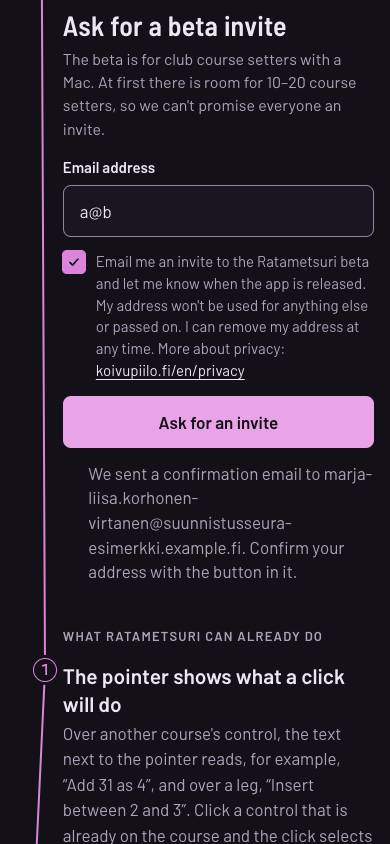 Ask for a beta invite
The beta is for club course setters with a
Mac. At first there is room for 10–20 course
setters, so we can't promise everyone an
invite.
Email address
a@b
Email me an invite to the Ratametsuri beta
and let me know when the app is released.
My address won't be used for anything else
or passed on. I can remove my address at
any time. More about privacy:
koivupiilo.fi/en/privacy
Ask for an invite
We sent a confirmation email to marja-
liisa.korhonen-
virtanen@suunnistusseura-
esimerkki.example.fi. Confirm your
address with the button in it.
WHAT RATAMETSURI CAN ALREADY DO
1
The pointer shows what a click
will do
Over another course's control, the text
next to the pointer reads, for example,
“Add 31 as 4”, and over a leg, “Insert
between 2 and 3”. Click a control that is
already on the course and the click selects